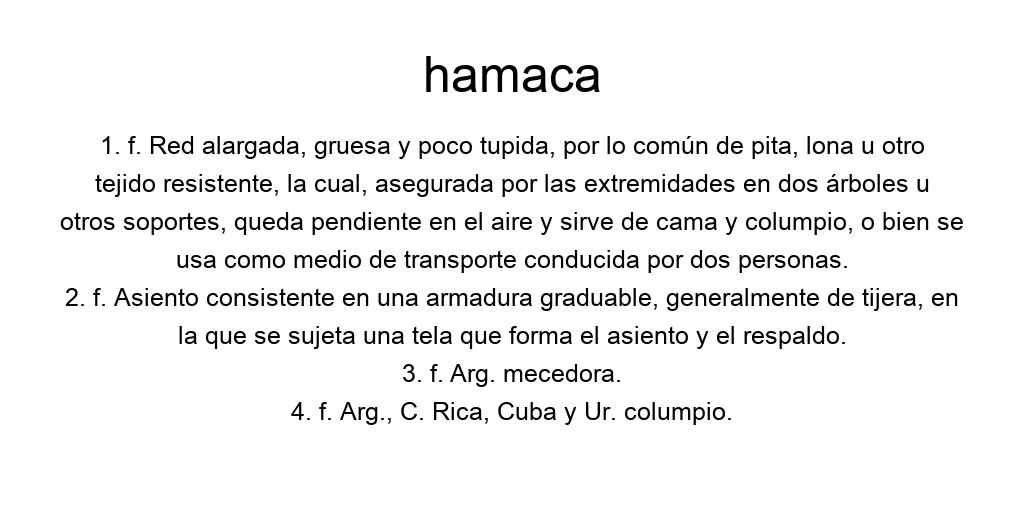 hamaca
1. f. Red alargada, gruesa y poco tupida, por lo común de pita, lona u otro
tejido resistente, la cual, asegurada por las extremidades en dos árboles u
otros soportes, queda pendiente en el aire y sirve de cama y columpio, o bien se
usa como medio de transporte conducida por dos personas.
2. f. Asiento consistente en una armadura graduable, generalmente de tijera, en
la que se sujeta una tela que forma el asiento y el respaldo.
3. f. Arg. mecedora.
4. f. Arg., C. Rica, Cuba y Ur. columpio.